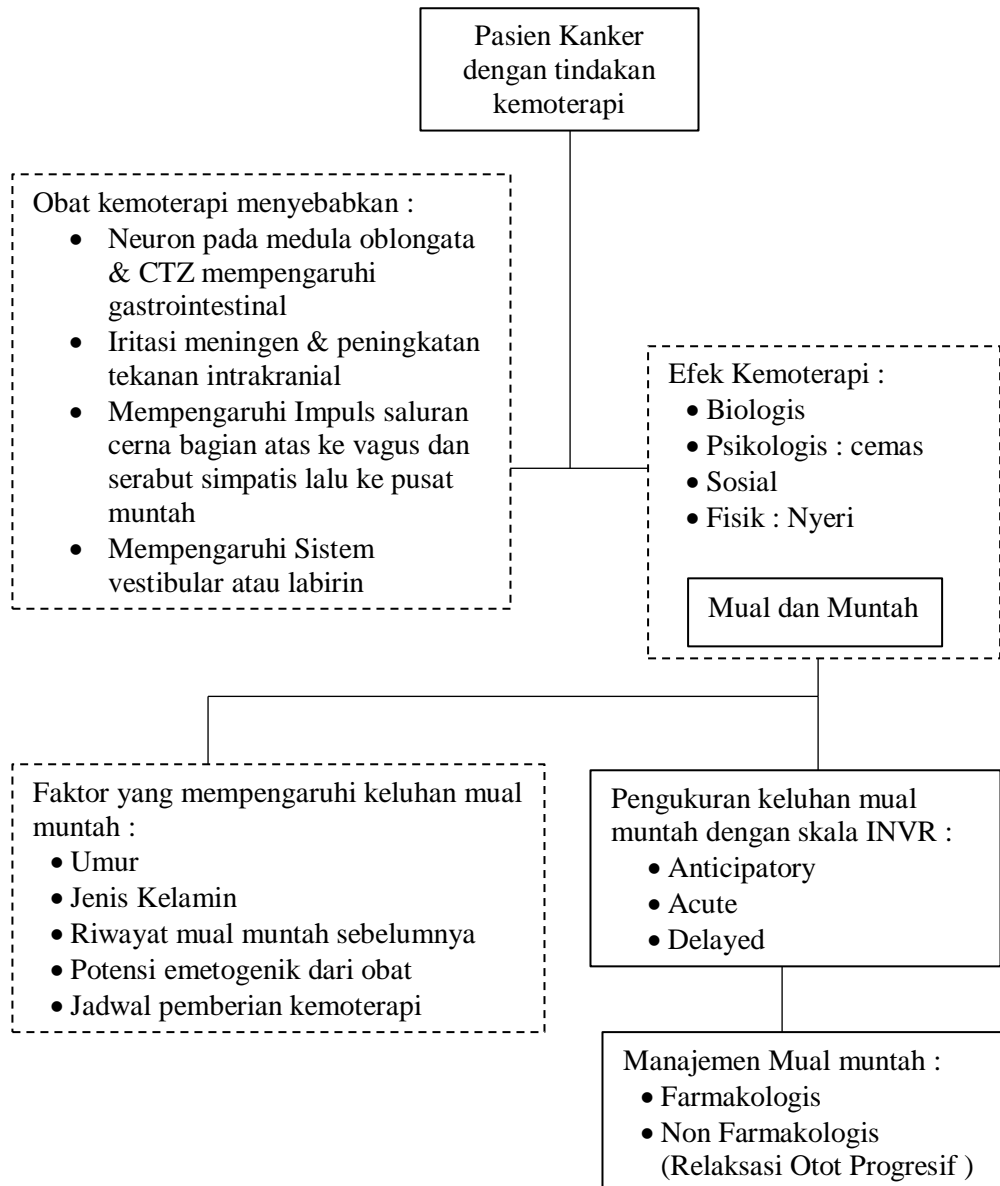 Pasien Kanker
dengan tindakan
kemoterapi
Obat kemoterapi menyebabkan :
• Neuron pada medula oblongata
& CTZ mempengaruhi
gastrointestinal
• Iritasi meningen & peningkatan
tekanan intrakranial
• Mempengaruhi Impuls saluran
cerna bagian atas ke vagus dan
serabut simpatis lalu ke pusat
muntah
• Mempengaruhi Sistem
vestibular atau labirin
Efek Kemoterapi :
• Biologis
• Psikologis : cemas
• Sosial
• Fisik : Nyeri
Mual dan Muntah
Faktor yang mempengaruhi keluhan mual
muntah :
• Umur
• Jenis Kelamin
• Riwayat mual muntah sebelumnya
• Potensi emetogenik dari obat
• Jadwal pemberian kemoterapi
Pengukuran keluhan mual
muntah dengan skala INVR :
• Anticipatory
• Acute
• Delayed
Manajemen Mual muntah :
• Farmakologis
• Non Farmakologis
(Relaksasi Otot Progresif )